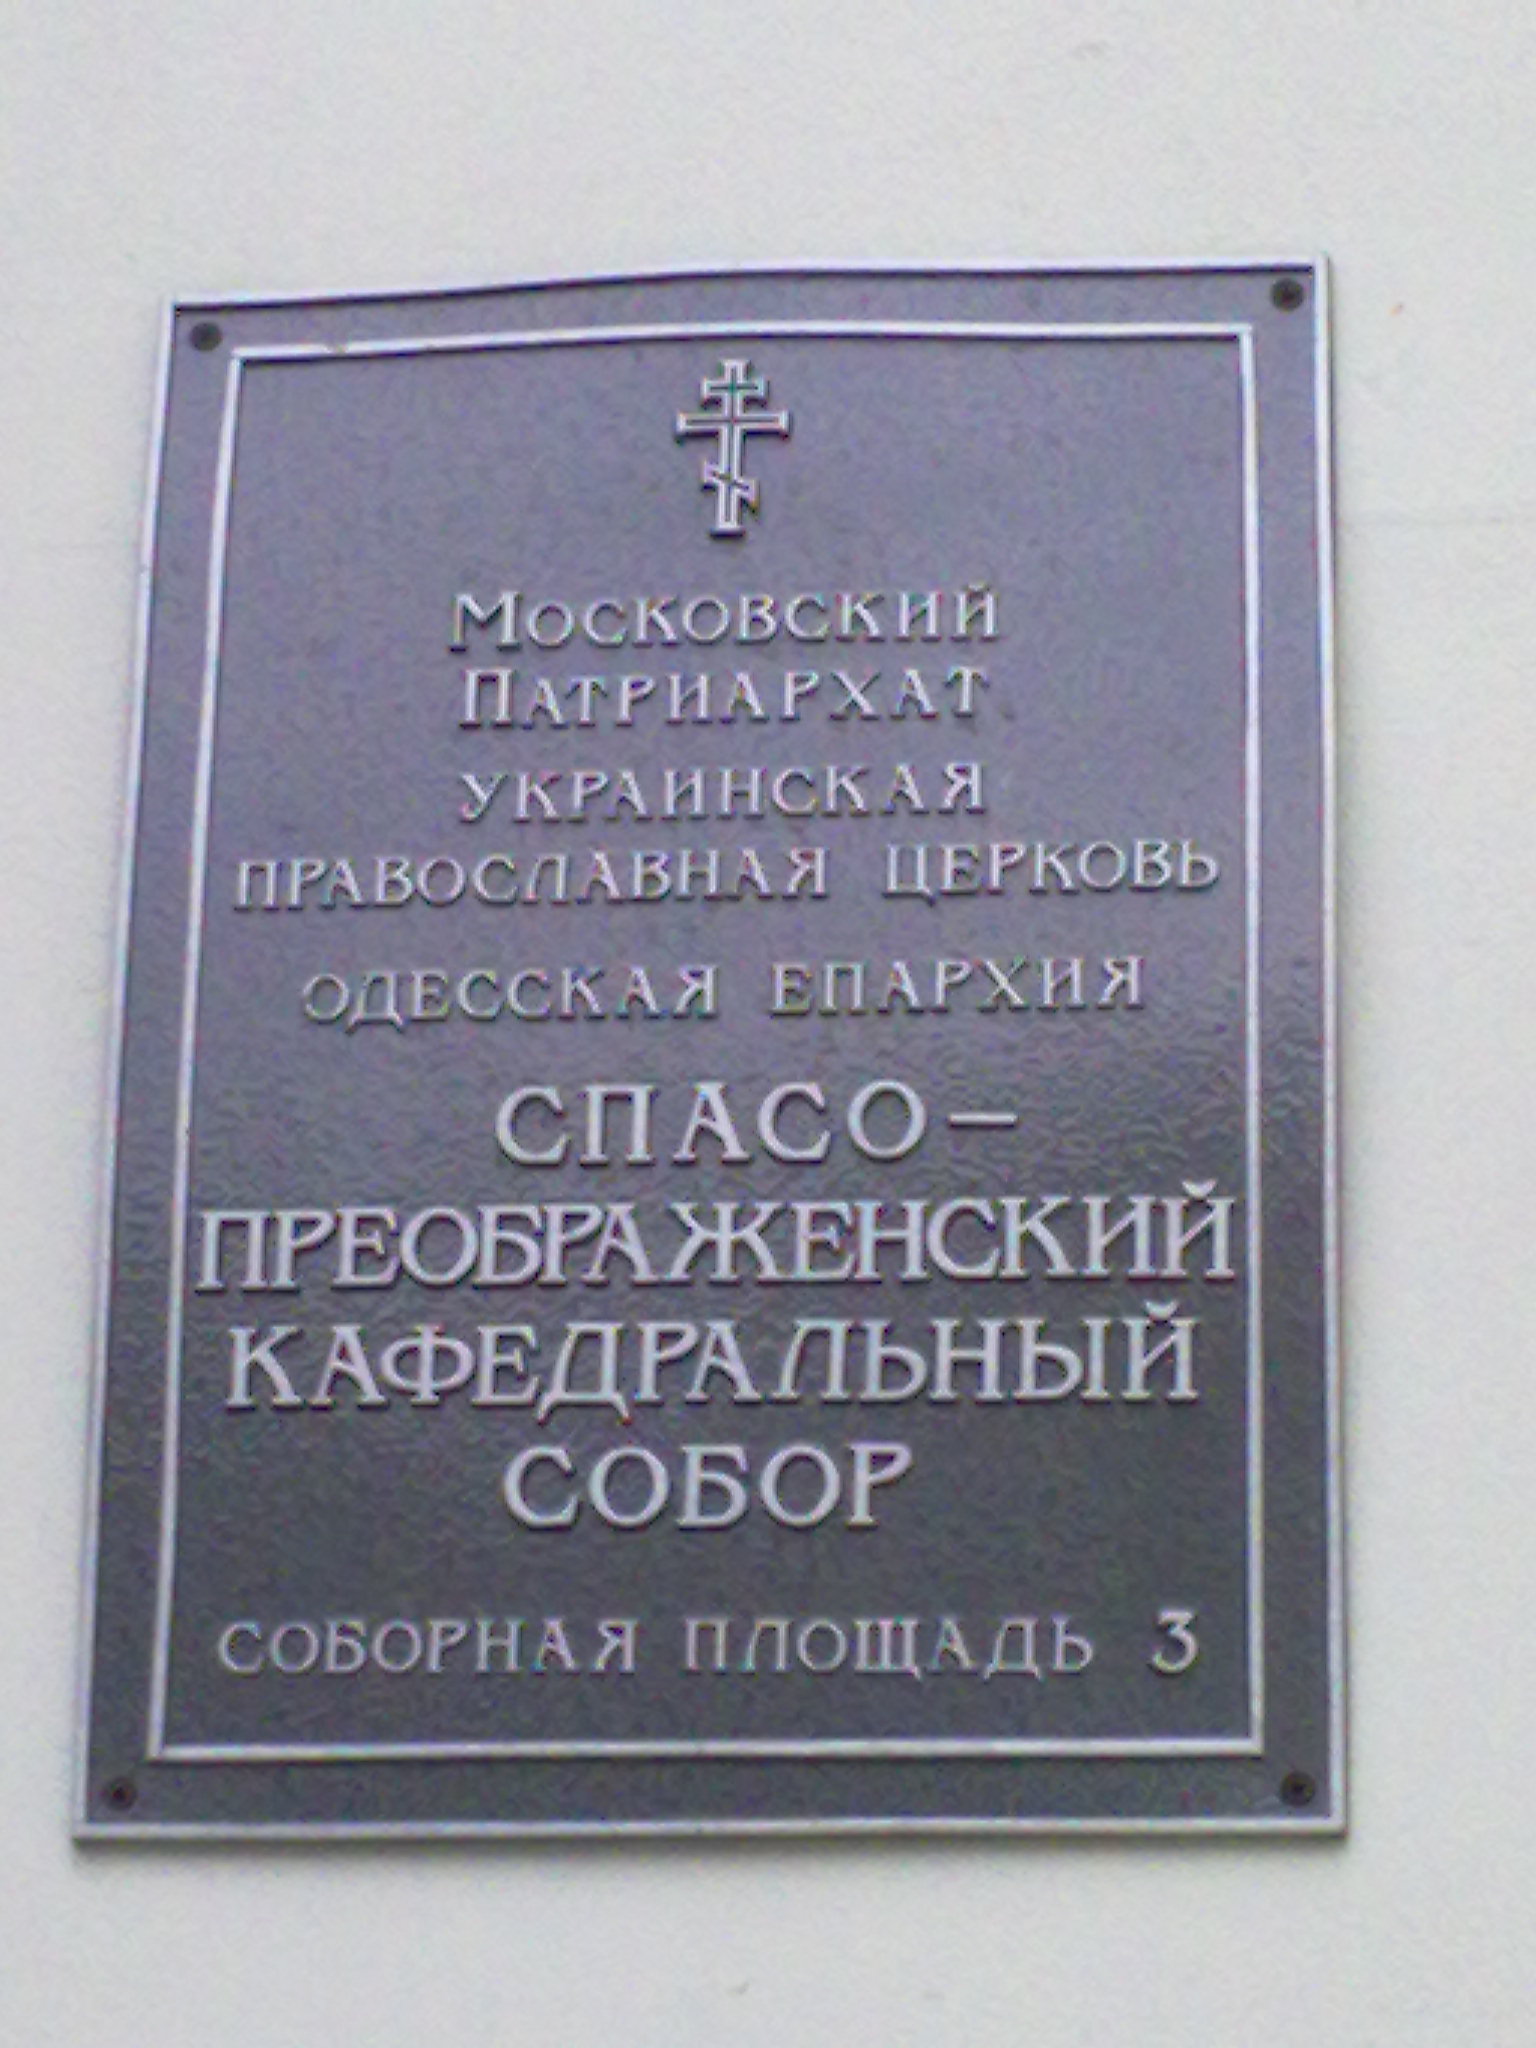 Московский
Патриархат
украинская
православная церковь
одесская епархия
спасо–
преображенский
кафедральный
собор
соборная площадь 3